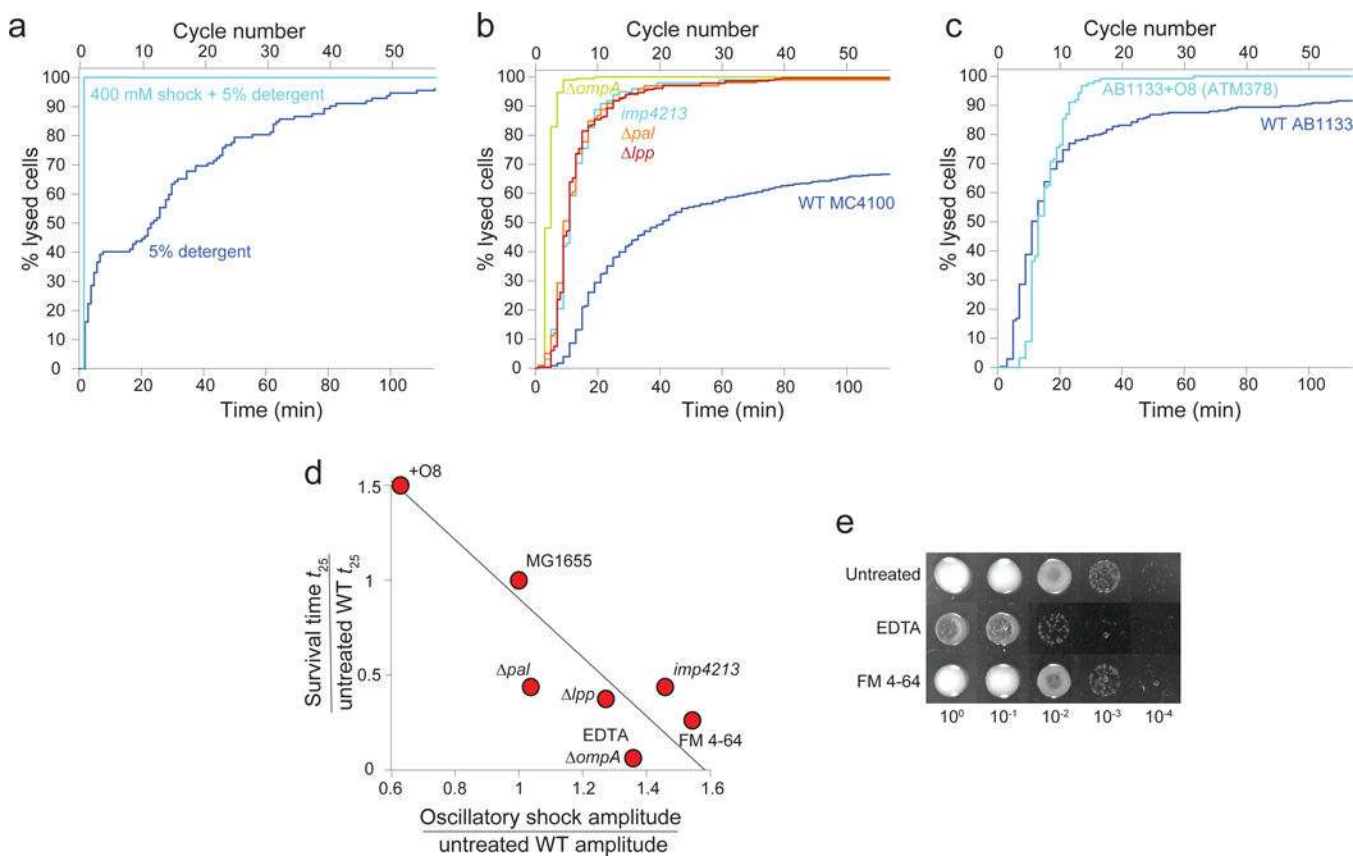 a
Cycle number
0 10 20 30 40 50
% lysed cells
100
90
80
70
60
50
40
30
20
10
0
400 mM shock + 5% detergent
5% detergent
0 20 40 60 80 100
Time (min)
b
Cycle number
0 10 20 30 40 50
% lysed cells
100
90
80
70
60
50
40
30
20
10
0
ΔompA
imp4213
Δpal
Δlpp
WT MC4100
0 20 40 60 80 100
Time (min)
c
Cycle number
0 10 20 30 40 50
% lysed cells
100
90
80
70
60
50
40
30
20
10
0
AB1133+O8 (ATM378)
WT AB1133
0 20 40 60 80 100
Time (min)
d
Survival time t25
untreated WT t25
1.5
1
0.5
0
+O8
MG1655
Δpal
Δlpp
imp4213
EDTA
ΔompA
FM 4-64
0.6 0.8 1 1.2 1.4 1.6
Oscillatory shock amplitude
untreated WT amplitude
e
Untreated
EDTA
FM 4-64
10⁰ 10⁻¹ 10⁻² 10⁻³ 10⁻⁴